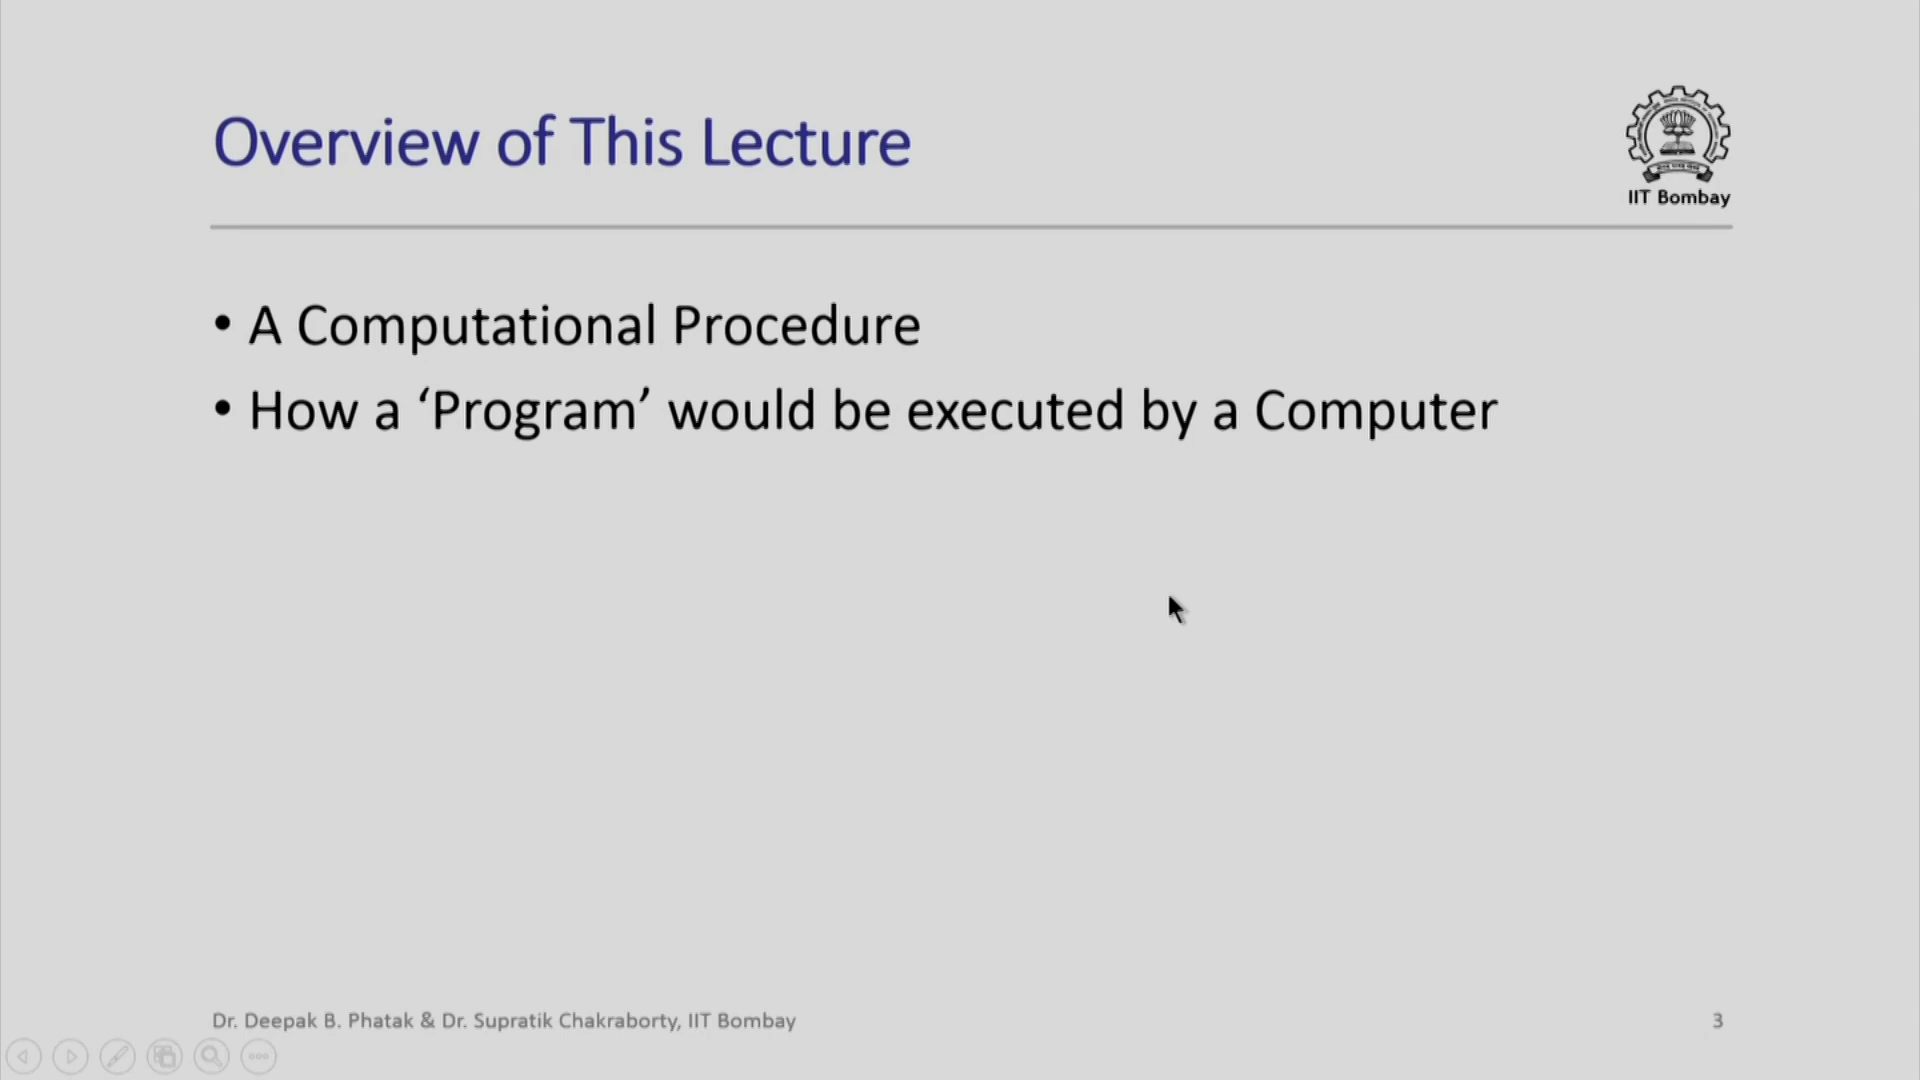 Overview of This Lecture
IIT Bombay
• A Computational Procedure
• How a ‘Program’ would be executed by a Computer
Dr. Deepak B. Phatak & Dr. Supratik Chakraborty, IIT Bombay
3